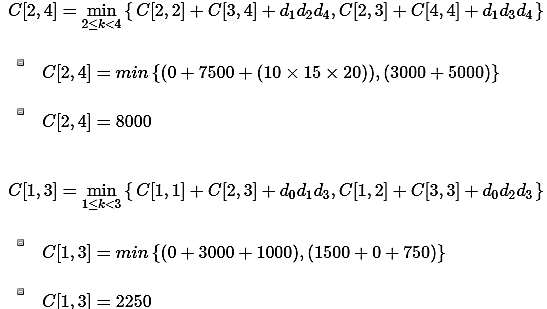 C[2, 4] = min 2≤k<4 { C[2, 2] + C[3, 4] + d₁d₂d₄, C[2, 3] + C[4, 4] + d₁d₃d₄ }
C[2, 4] = min {(0 + 7500 + (10 × 15 × 20)), (3000 + 5000)}
C[2, 4] = 8000
C[1, 3] = min 1≤k<3 { C[1, 1] + C[2, 3] + d₀d₁d₃, C[1, 2] + C[3, 3] + d₀d₂d₃ }
C[1, 3] = min {(0 + 3000 + 1000), (1500 + 0 + 750)}
C[1, 3] = 2250